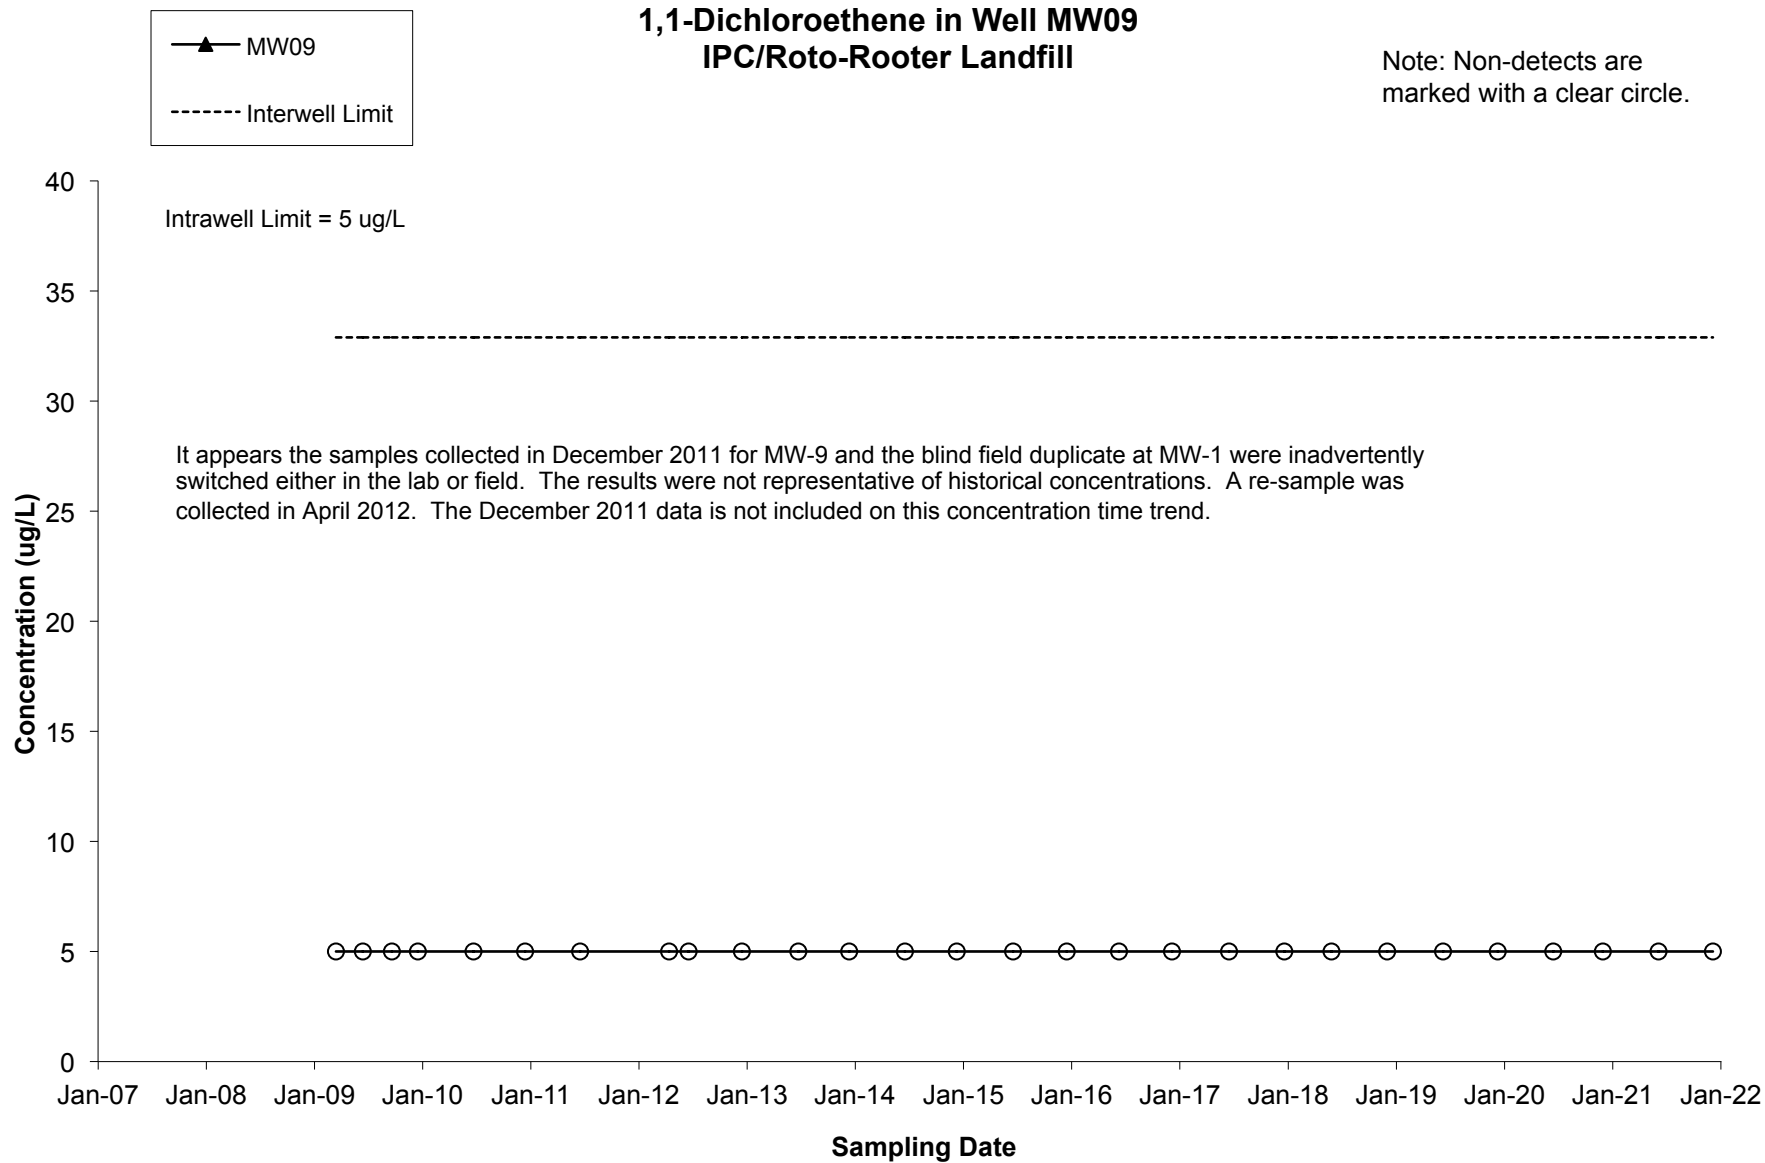 1,1-Dichloroethene in Well MW09
IPC/Roto-Rooter Landfill
MW09
Interwell Limit
Note: Non-detects are
marked with a clear circle.
Intrawell Limit = 5 ug/L
It appears the samples collected in December 2011 for MW-9 and the blind field duplicate at MW-1 were inadvertently
switched either in the lab or field.  The results were not representative of historical concentrations.  A re-sample was
collected in April 2012.  The December 2011 data is not included on this concentration time trend.
Concentration (ug/L)
40
35
30
25
20
15
10
5
0
Jan-07 Jan-08 Jan-09 Jan-10 Jan-11 Jan-12 Jan-13 Jan-14 Jan-15 Jan-16 Jan-17 Jan-18 Jan-19 Jan-20 Jan-21 Jan-22
Sampling Date